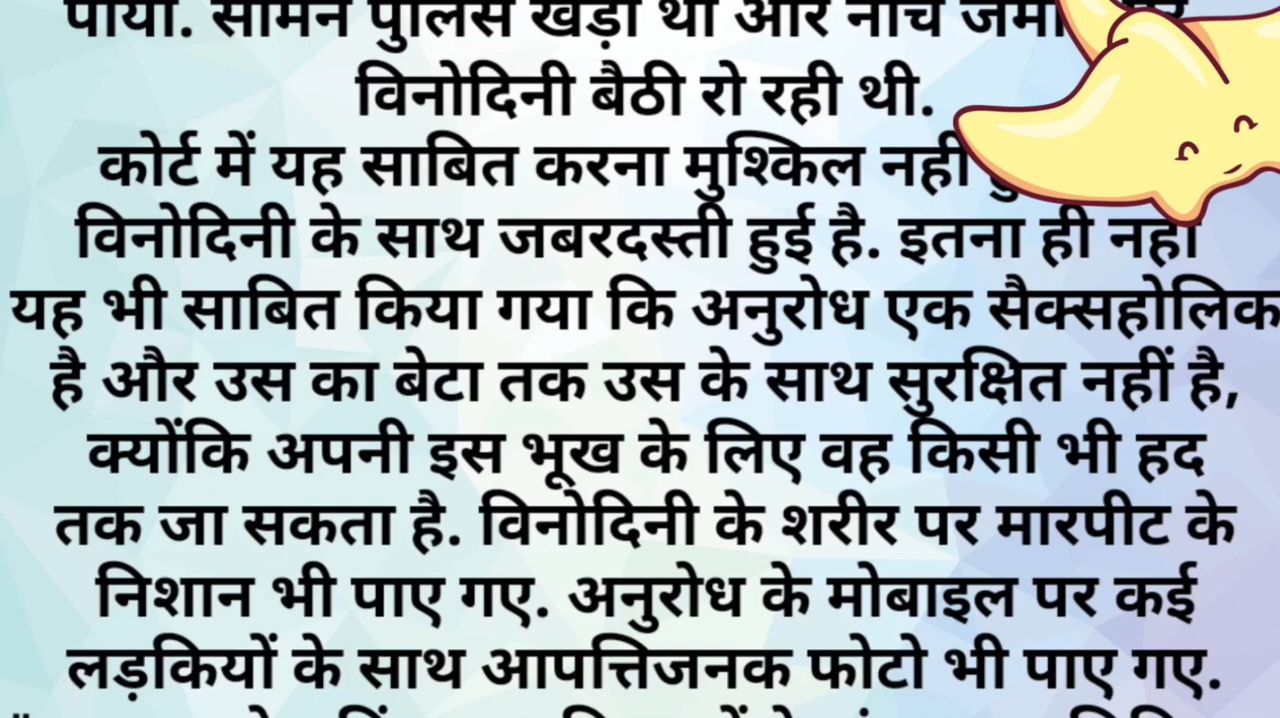 पाया. सामने पुलिस खड़ी थी और नीचे जमीन
विनोदिनी बैठी रो रही थी.
कोर्ट में यह साबित करना मुश्किल नहीं
विनोदिनी के साथ जबरदस्ती हुई है. इतना ही नहीं
यह भी साबित किया गया कि अनुरोध एक सैक्सहोलिक
है और उस का बेटा तक उस के साथ सुरक्षित नहीं है,
क्योंकि अपनी इस भूख के लिए वह किसी भी हद
तक जा सकता है. विनोदिनी के शरीर पर मारपीट के
निशान भी पाए गए. अनुरोध के मोबाइल पर कई
लड़कियों के साथ आपत्तिजनक फोटो भी पाए गए.